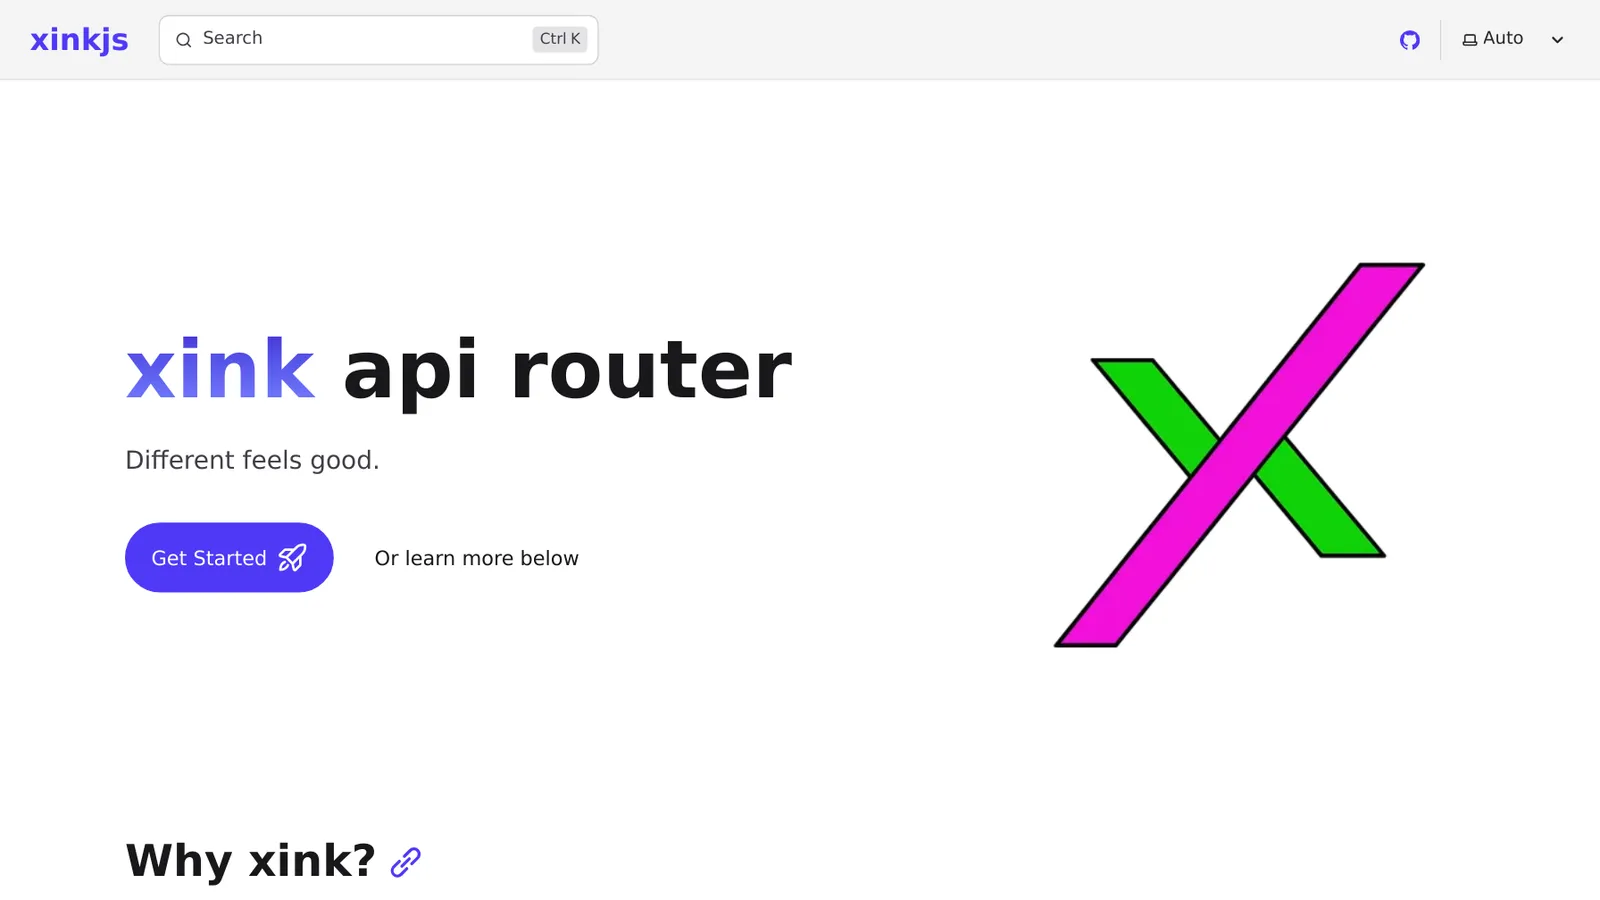 xinkjs
Search
Ctrl K
Auto
xink api router
Different feels good.
Get Started
Or learn more below
Why xink?